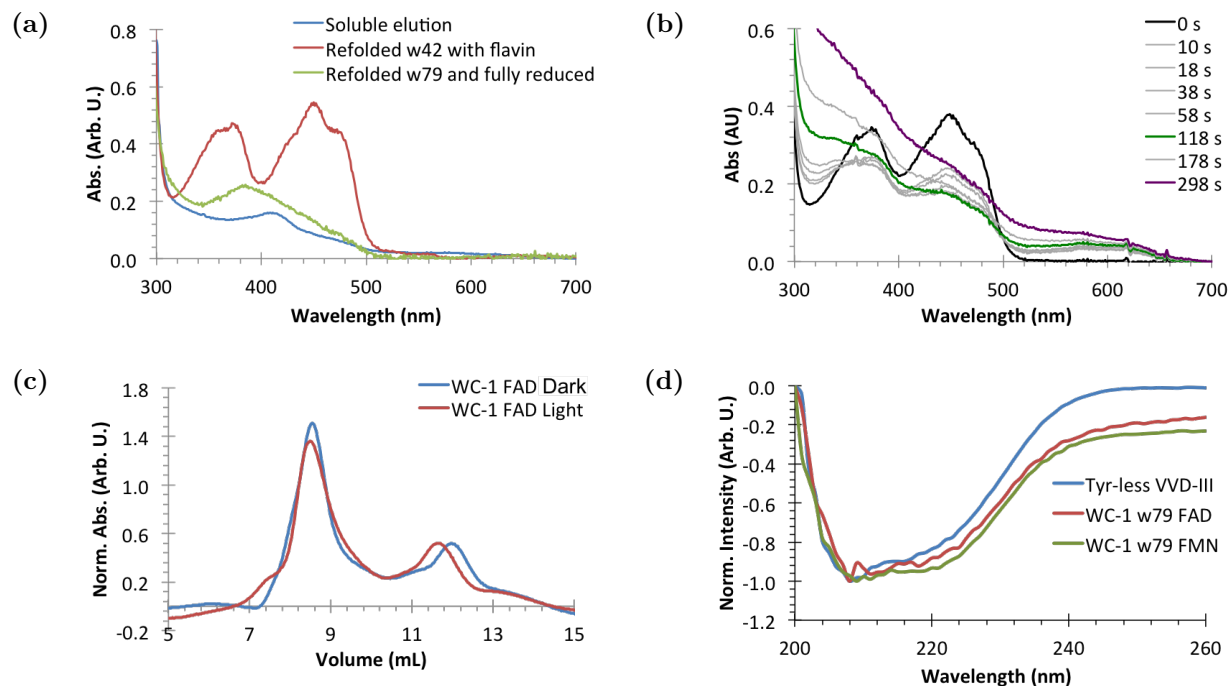 (a)
Abs. (Arb. U.)
0.8
0.6
0.4
0.2
0.0
Soluble elution
Refolded w42 with flavin
Refolded w79 and fully reduced
300 400 500 600 700
Wavelength (nm)
(b)
Abs (AU)
0.6
0.4
0.2
0.0
0 s
10 s
18 s
38 s
58 s
118 s
178 s
298 s
300 400 500 600 700
Wavelength (nm)
(c)
Norm. Abs. (Arb. U.)
1.8
1.4
1.0
0.6
0.2
-0.2
WC-1 FAD Dark
WC-1 FAD Light
5 7 9 11 13 15
Volume (mL)
(d)
Norm. Intensity (Arb. U.)
0.0
-0.2
-0.4
-0.6
-0.8
-1.0
-1.2
Tyr-less VVD-III
WC-1 w79 FAD
WC-1 w79 FMN
200 220 240 260
Wavelength (nm)